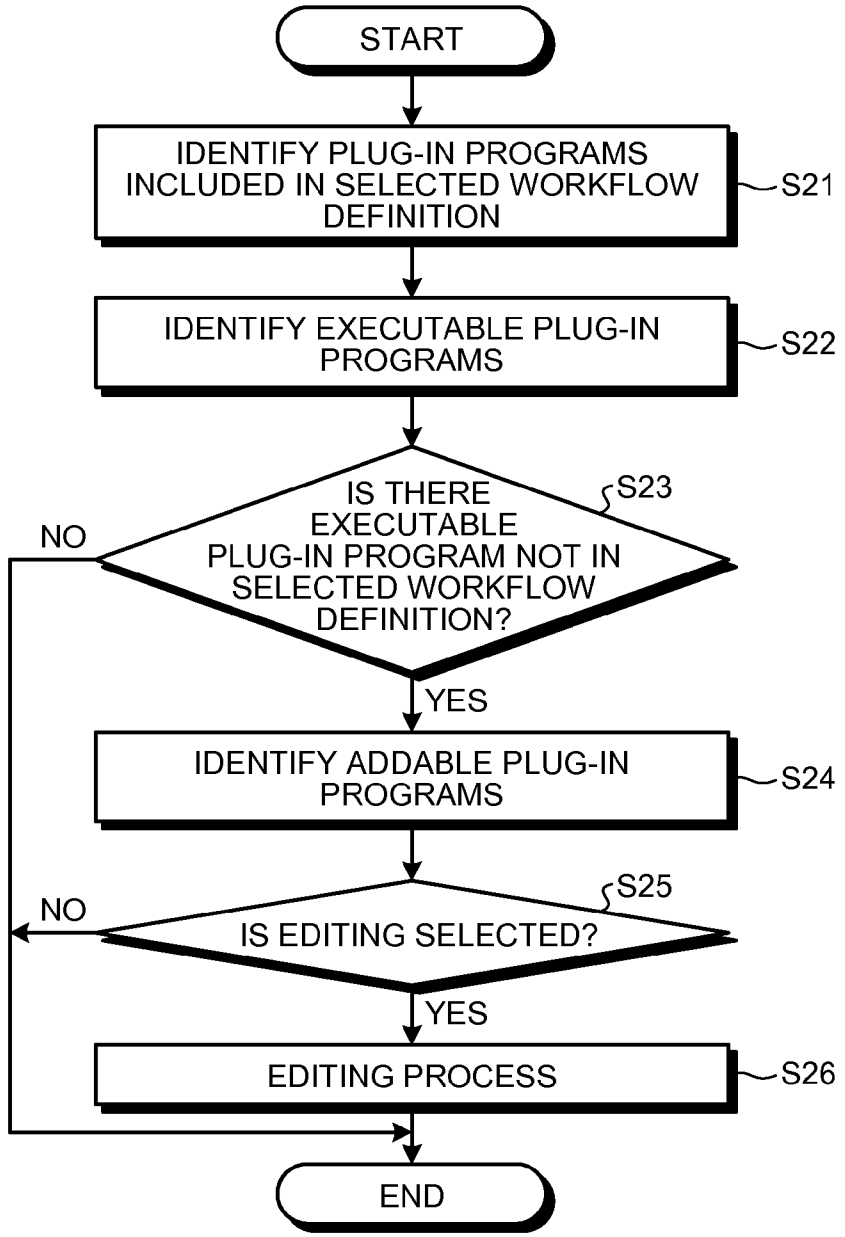 START
IDENTIFY PLUG-IN PROGRAMS
INCLUDED IN SELECTED WORKFLOW
DEFINITION
S21
IDENTIFY EXECUTABLE PLUG-IN
PROGRAMS
S22
IS THERE
EXECUTABLE
PLUG-IN PROGRAM NOT IN
SELECTED WORKFLOW
DEFINITION?
S23
NO
YES
IDENTIFY ADDABLE PLUG-IN
PROGRAMS
S24
IS EDITING SELECTED?
S25
NO
YES
EDITING PROCESS
S26
END